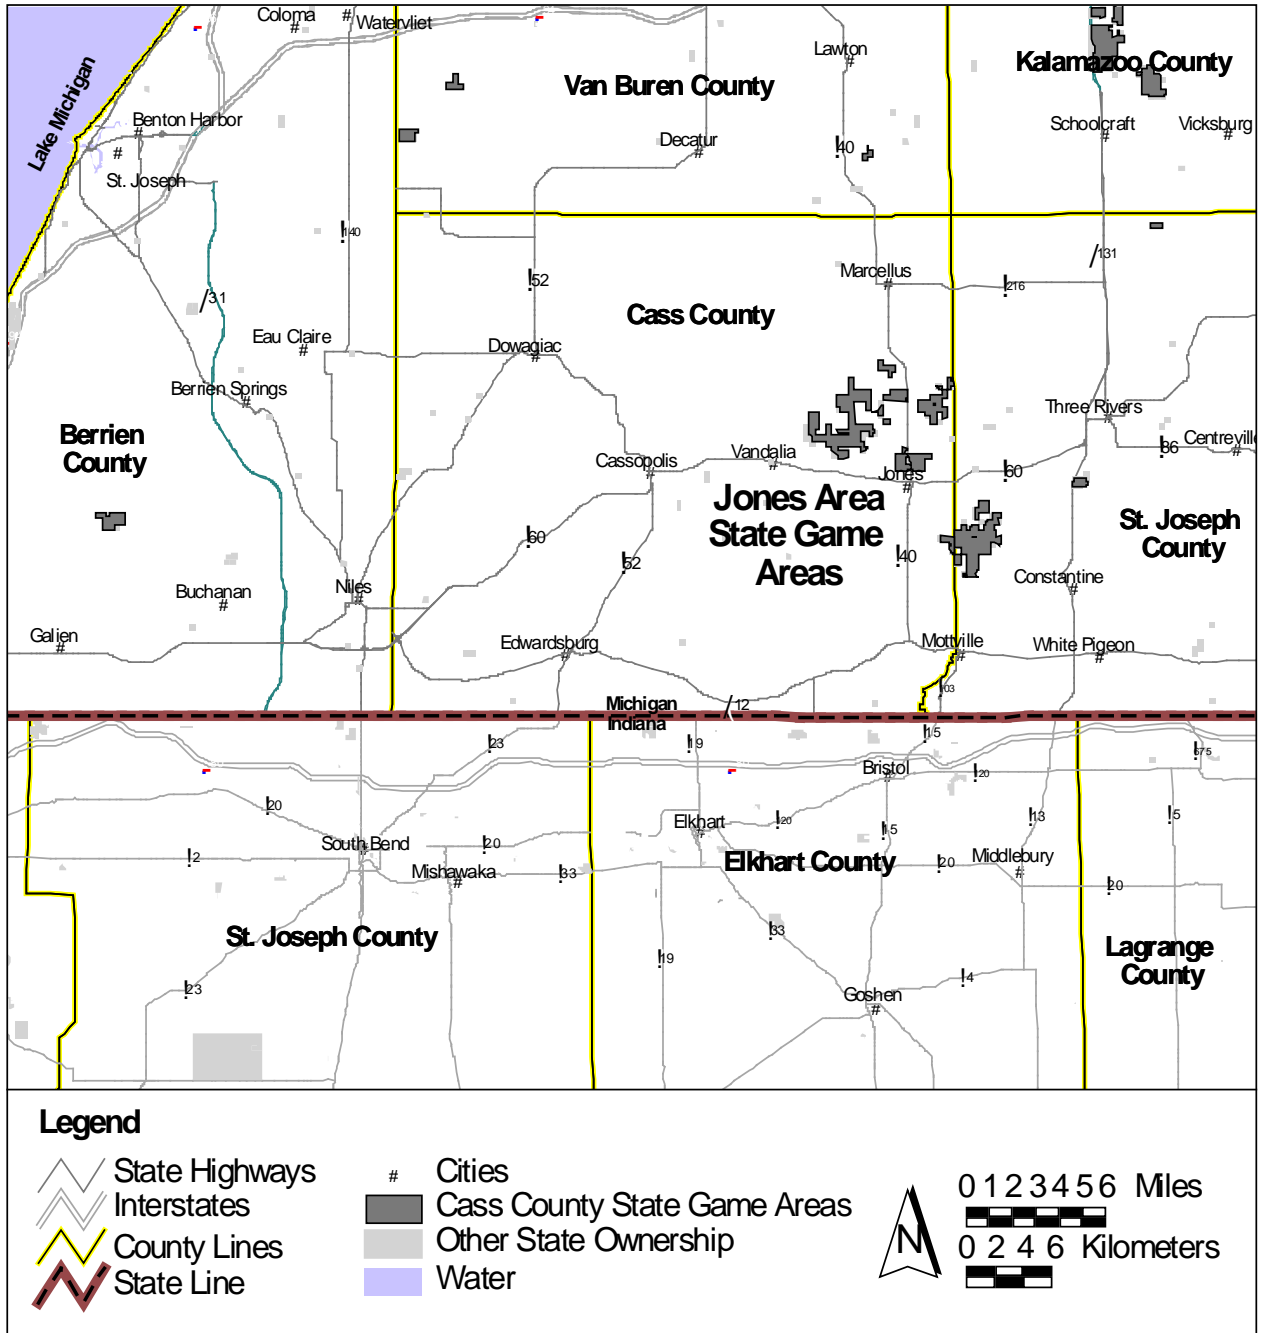 Coloma
Watervliet
Lawton
Kalamazoo County
Van Buren County
Lake Michigan
Benton Harbor
Decatur
40
Schoolcraft
Vicksburg
St. Joseph
140
131
Marcellus
52
216
31
Cass County
Eau Claire
Dowagiac
Berrien Springs
Three Rivers
Berrien
County
86
Centreville
Cassopolis
Vandalia
Jones
60
Jones Area
State Game
Areas
St. Joseph
County
60
52
40
Constantine
Buchanan
Niles
Galien
Edwardsburg
Mottville
White Pigeon
103
12
Michigan
Indiana
23
19
15
675
Bristol
20
20
Elkhart
20
15
13
5
South Bend
20
2
Mishawaka
33
Elkhart County
20
Middlebury
20
St. Joseph County
33
19
Lagrange
County
4
23
Goshen
Legend
State Highways
Interstates
County Lines
State Line
# Cities
Cass County State Game Areas
Other State Ownership
Water
N
0 1 2 3 4 5 6 Miles
0 2 4 6 Kilometers